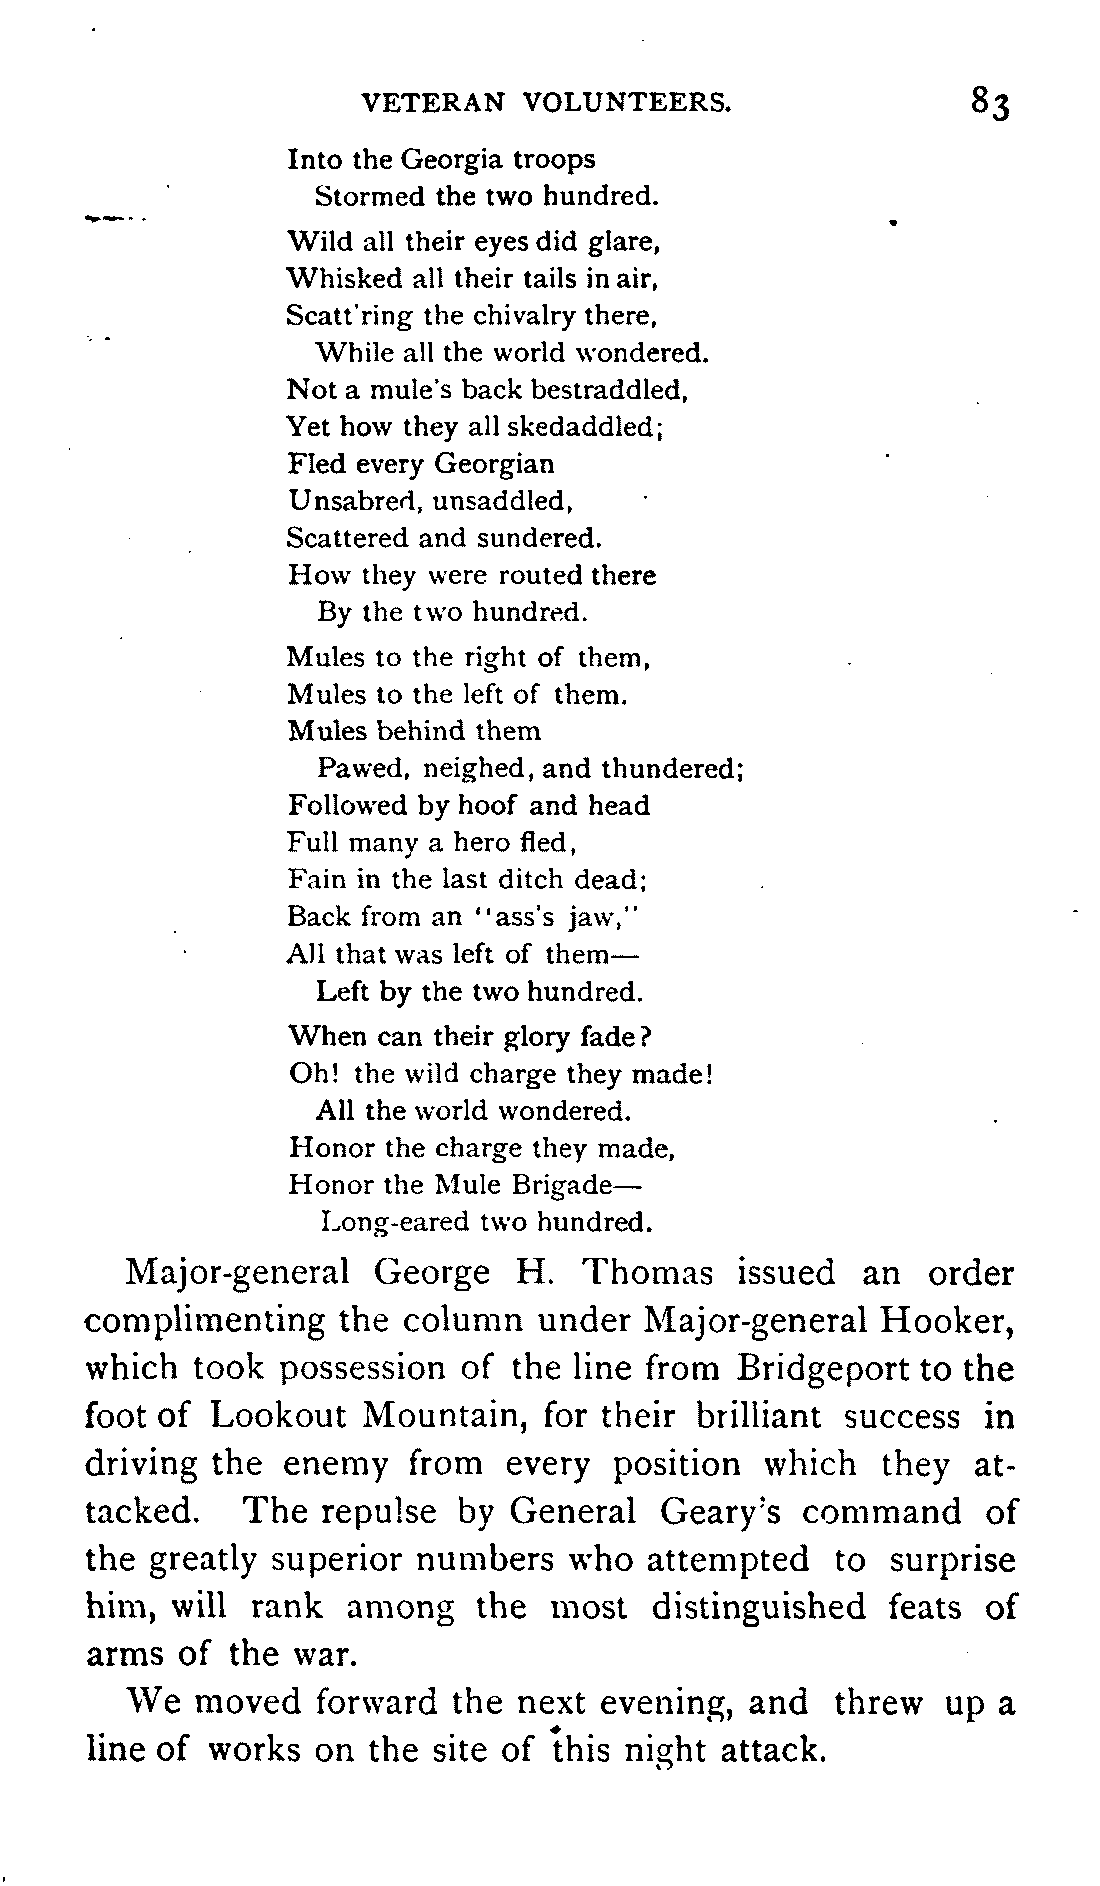 VETERAN VOLUNTEERS. 83
Into the Georgia troops
Stormed the two hundred.
Wild all their eyes did glare,
Whisked all their tails in air,
Scatt'ring the chivalry there,
While all the world wondered.
Not a mule's back bestraddled,
Yet how they all skedaddled;
Fled every Georgian
Unsabred, unsaddled,
Scattered and sundered.
How they were routed there
By the two hundred.
Mules to the right of them,
Mules to the left of them.
Mules behind them
Pawed, neighed, and thundered;
Followed by hoof and head
Full many a hero fled,
Fain in the last ditch dead;
Back from an "ass's jaw,"
All that was left of them—
Left by the two hundred.
When can their glory fade?
Oh! the wild charge they made!
All the world wondered.
Honor the charge they made,
Honor the Mule Brigade—
Long-eared two hundred.
Major-general George H. Thomas issued an order
complimenting the column under Major-general Hooker,
which took possession of the line from Bridgeport to the
foot of Lookout Mountain, for their brilliant success in
driving the enemy from every position which they at-
tacked. The repulse by General Geary's command of
the greatly superior numbers who attempted to surprise
him, will rank among the most distinguished feats of
arms of the war.
We moved forward the next evening, and threw up a
line of works on the site of this night attack.